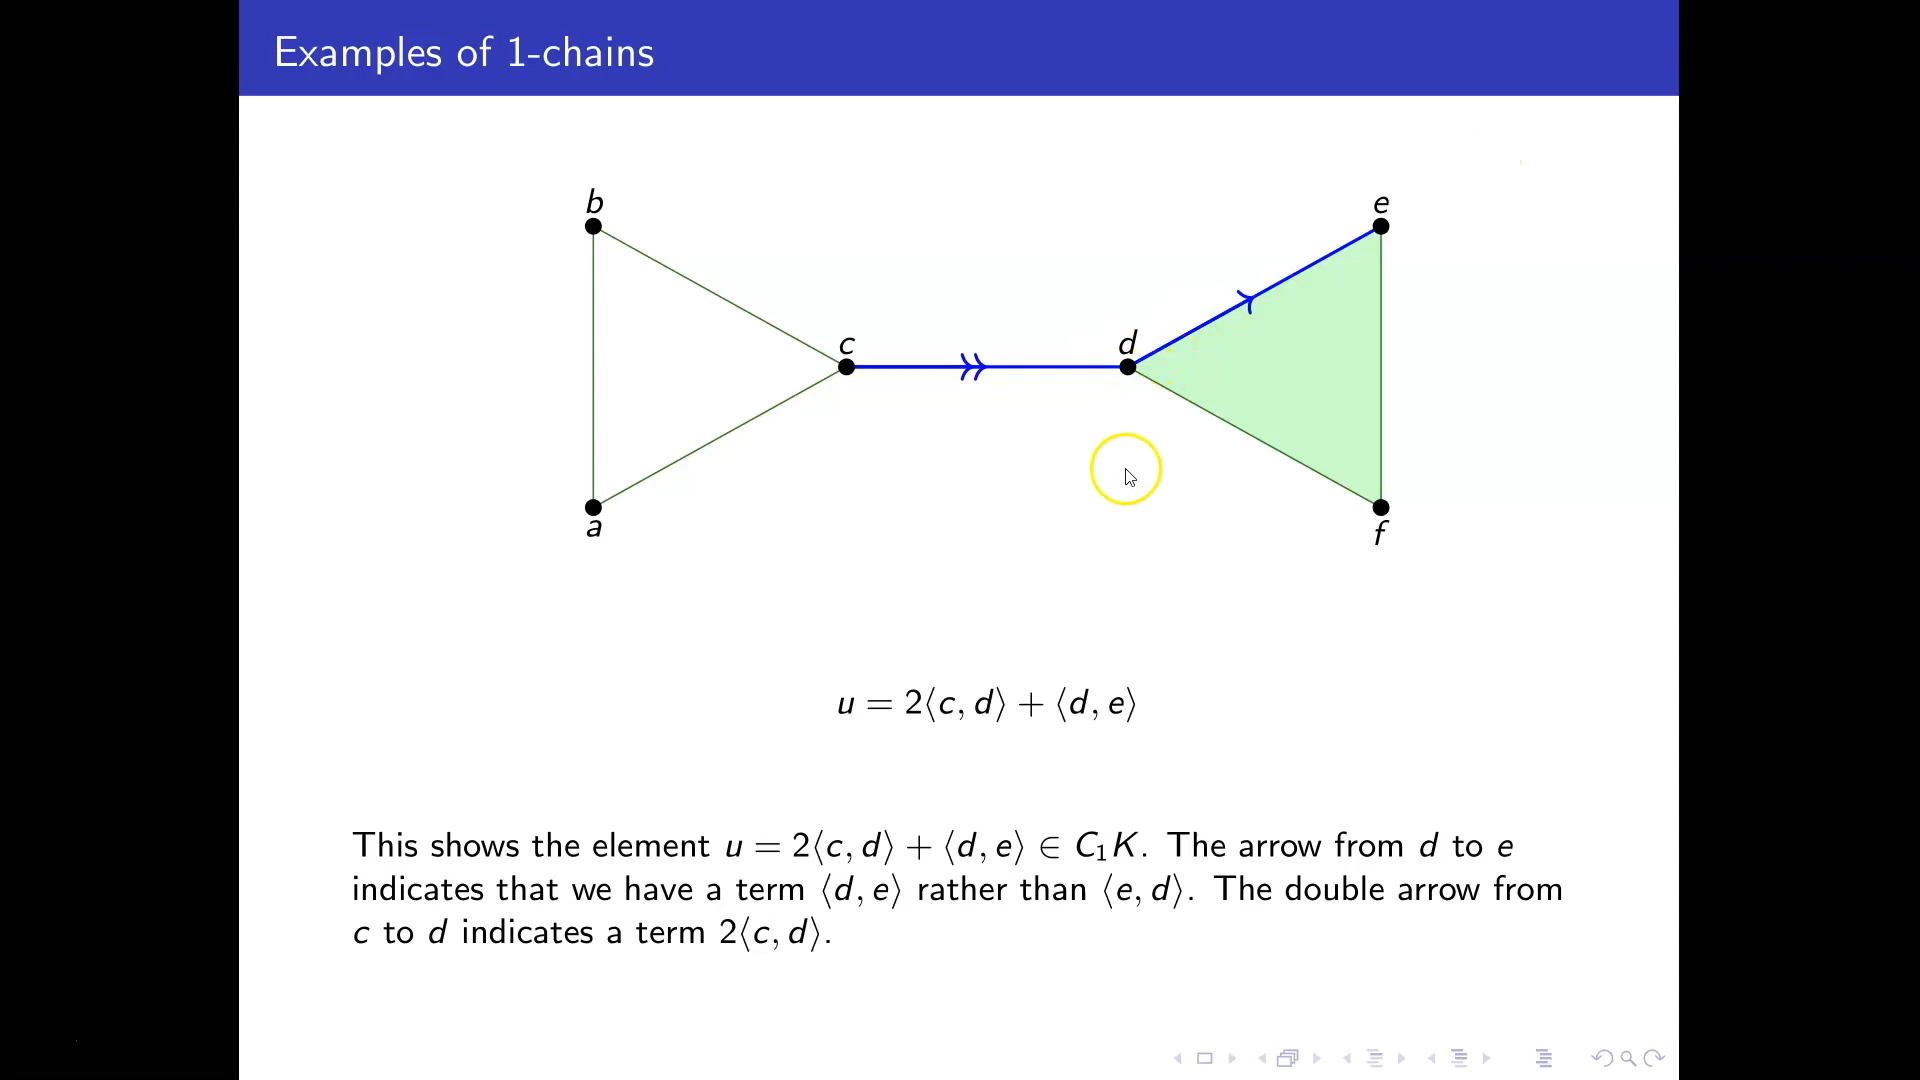 Examples of 1-chains
b
e
c
d
a
f
u = 2⟨c, d⟩ + ⟨d, e⟩
This shows the element u = 2⟨c, d⟩ + ⟨d, e⟩ ∈ C₁K. The arrow from d to e
indicates that we have a term ⟨d, e⟩ rather than ⟨e, d⟩. The double arrow from
c to d indicates a term 2⟨c, d⟩.